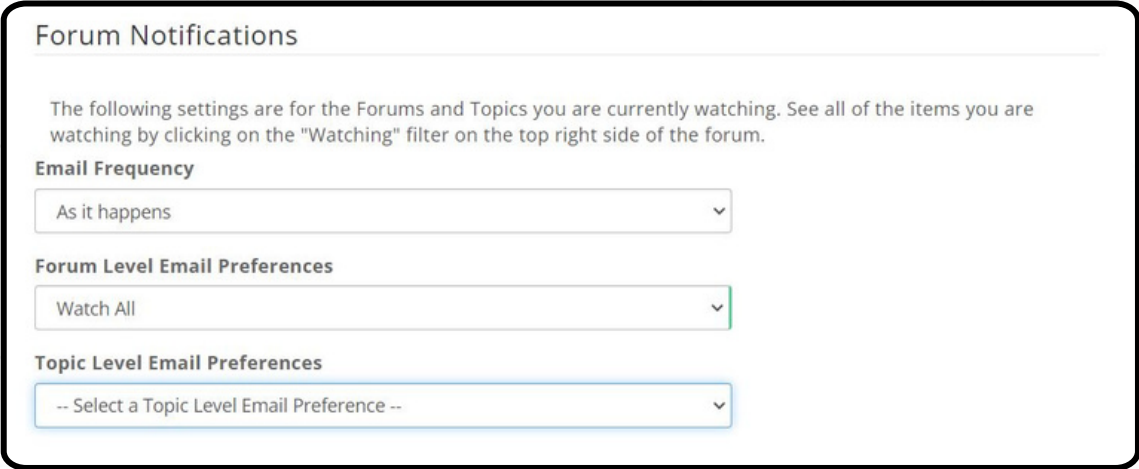 Forum Notifications
The following settings are for the Forums and Topics you are currently watching. See all of the items you are
watching by clicking on the "Watching" filter on the top right side of the forum.
Email Frequency
As it happens
Forum Level Email Preferences
Watch All
Topic Level Email Preferences
-- Select a Topic Level Email Preference --